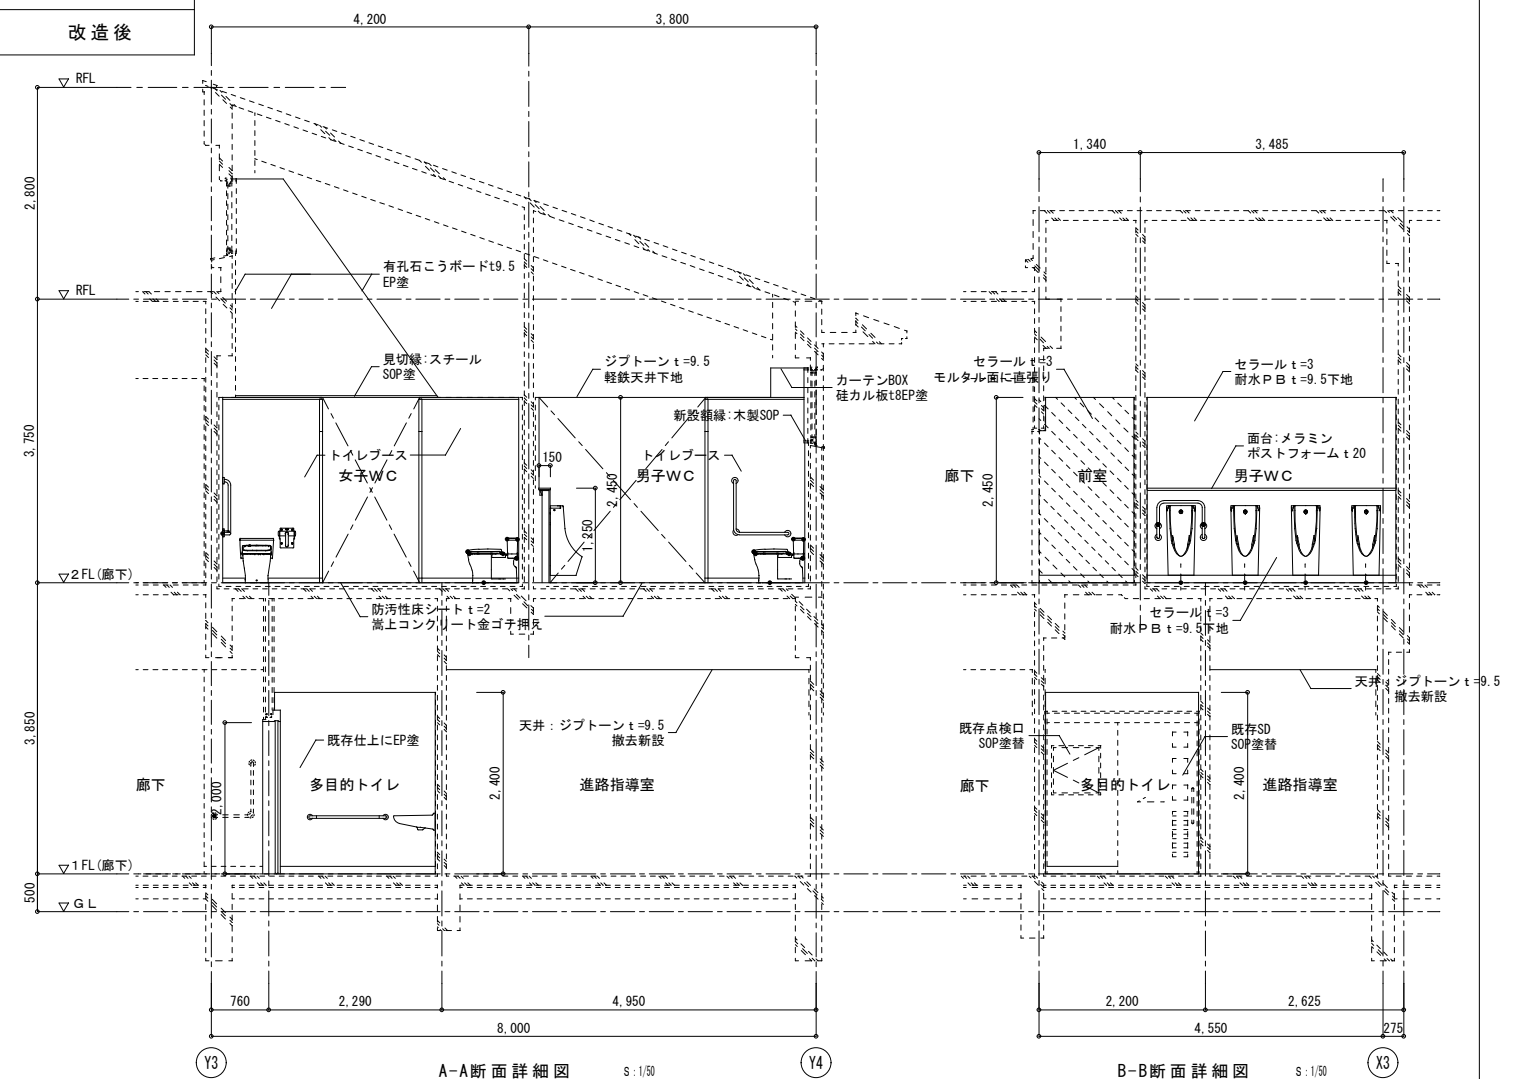 改造後
4,200
3,800
RFL
2,800
1,340
3,485
有孔石こうボードt9.5
EP塗
RFL
見切縁:スチール
SOP塗
ジプトーンｔ=9.5
軽鉄天井下地
カーテンBOX
硅カル板t8EP塗
新設額縁:木製SOP
セラールｔ=3
モルタル面に直張り
セラールｔ=3
耐水ＰＢｔ=9.5下地
面台:メラミン
ポストフォームｔ20
3,750
トイレブース
女子ＷＣ
150
トイレブース
男子ＷＣ
2,450
1,250
廊下
2,450
前室
男子ＷＣ
2FL(廊下)
防汚性床シートｔ=2
嵩上コンクリート金ゴテ押え
セラールｔ=3
耐水ＰＢｔ=9.5下地
3,850
天井：ジプトーンｔ=9.5
撤去新設
天井：ジプトーンｔ=9.5
撤去新設
既存仕上にEP塗
既存点検口
SOP塗替
既存SD
SOP塗替
廊下
2,000
多目的トイレ
2,400
進路指導室
廊下
多目的トイレ
2,400
進路指導室
1FL(廊下)
500
GL
760
2,290
4,950
2,200
2,625
8,000
4,550
275
Y3
A-A断面詳細図
S:1/50
Y4
B-B断面詳細図
S:1/50
X3